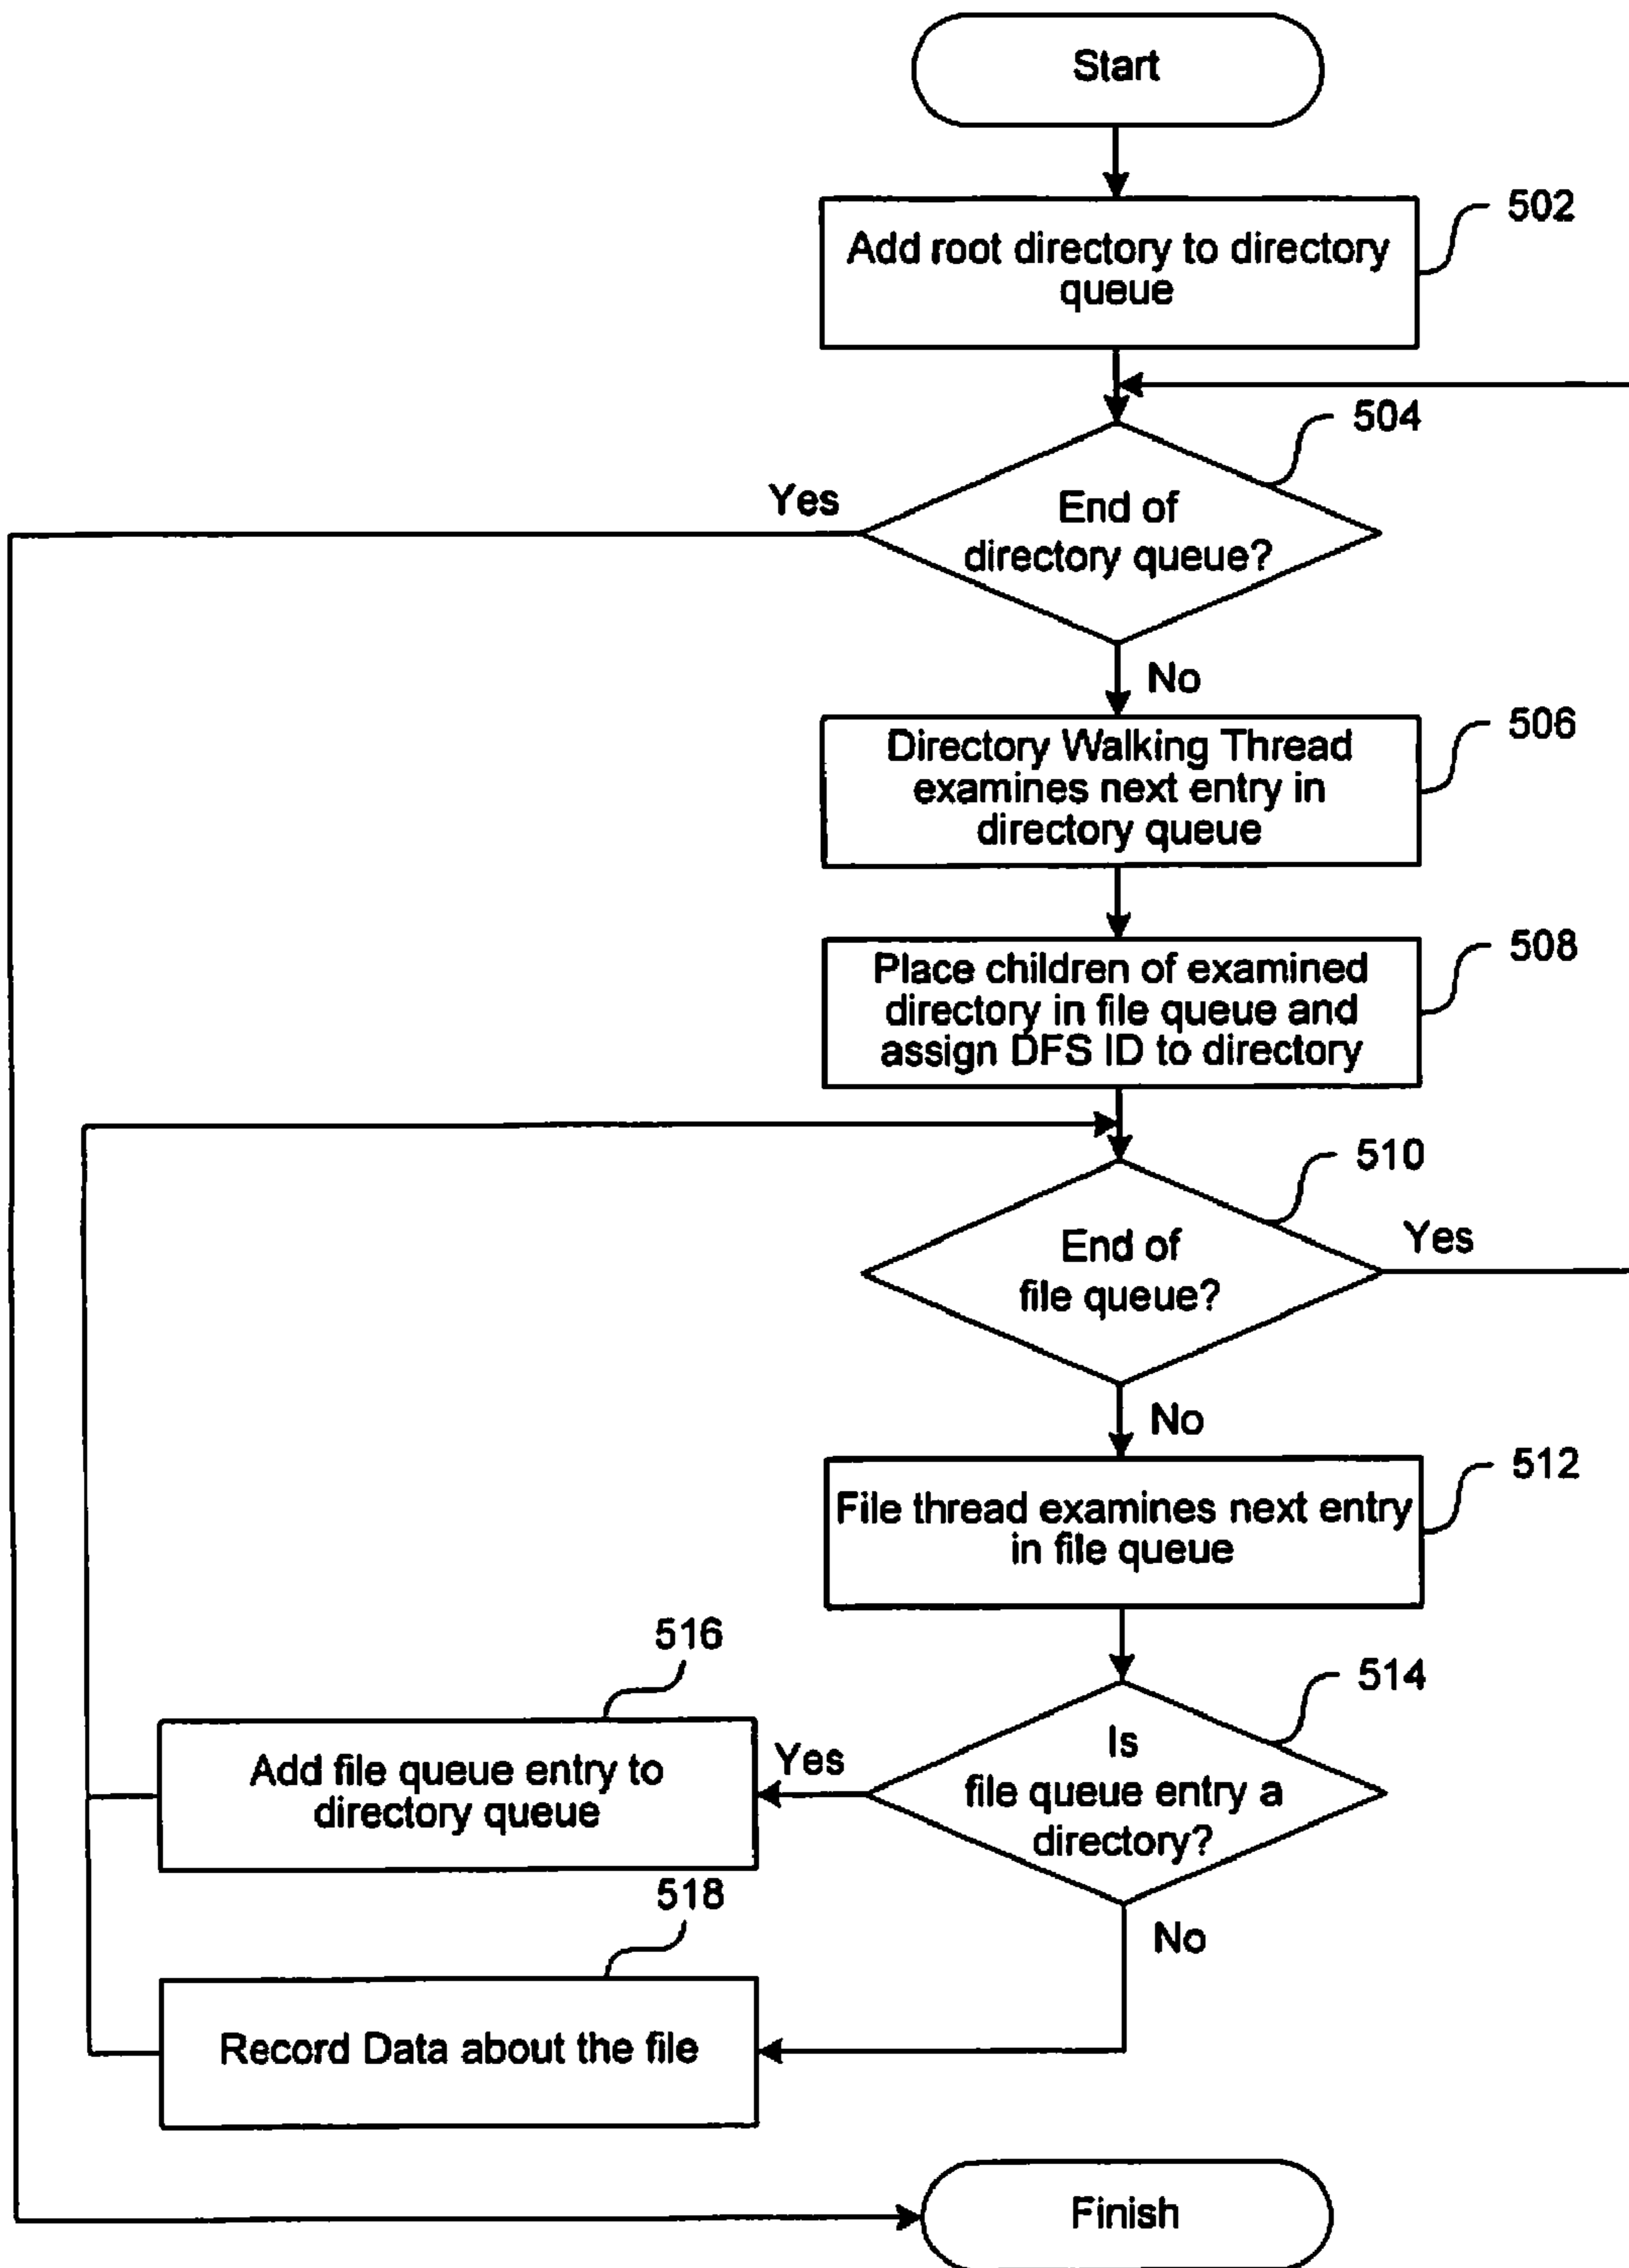 Start
502
Add root directory to directory
queue
504
Yes
End of
directory queue?
No
506
Directory Walking Thread
examines next entry in
directory queue
508
Place children of examined
directory in file queue and
assign DFS ID to directory
510
Yes
End of
file queue?
No
512
File thread examines next entry
in file queue
516
514
Add file queue entry to
directory queue
Yes
Is
file queue entry a
directory?
518
No
Record Data about the file
Finish